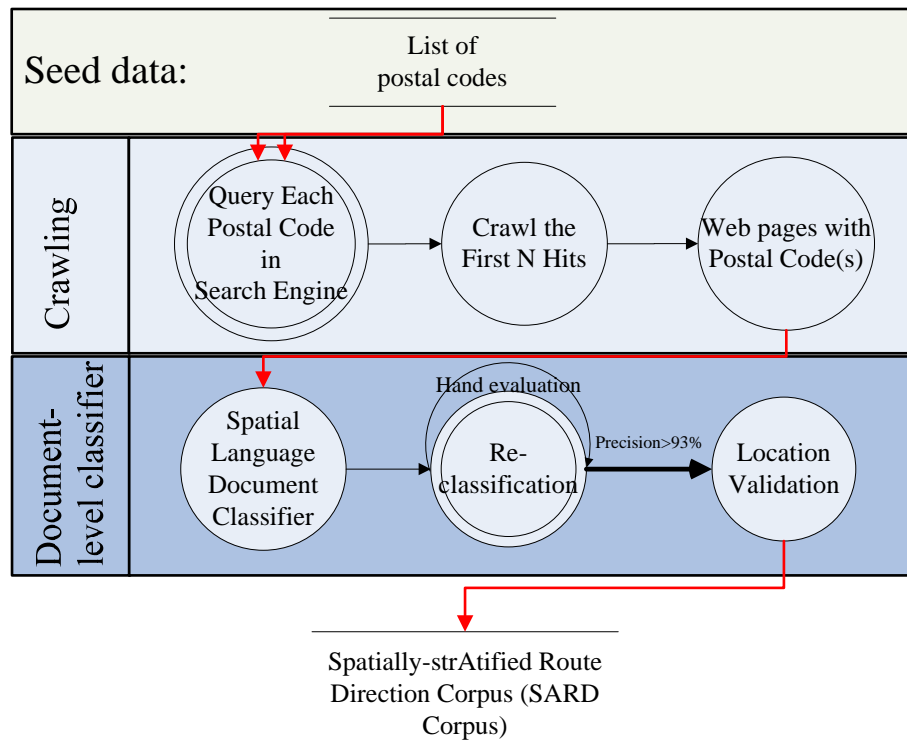 Seed data:
List of
postal codes
Crawling
Query Each
Postal Code
in
Search Engine
Crawl the
First N Hits
Web pages with
Postal Code(s)
Document-
level classifier
Spatial
Language
Document
Classifier
Hand evaluation
Re-
classification
Precision>93%
Location
Validation
Spatially-strAtified Route
Direction Corpus (SARD
Corpus)